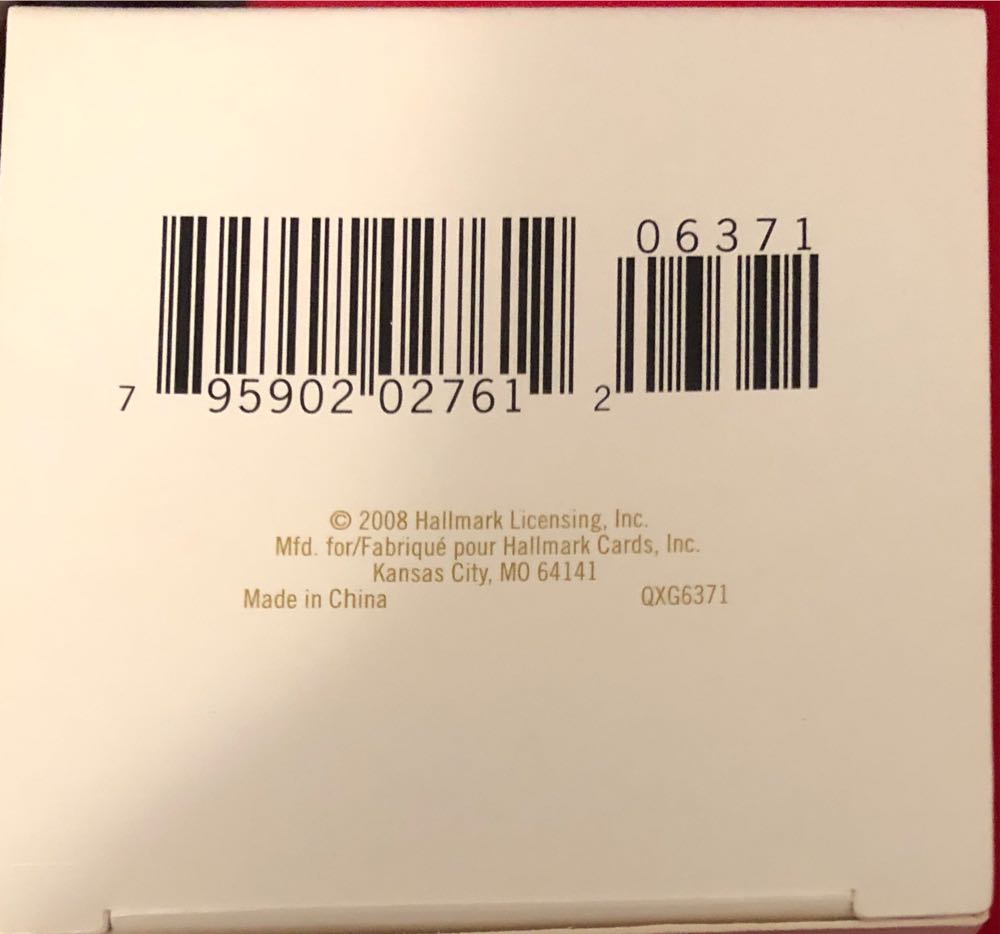 06371
7 95902 02761 2
© 2008 Hallmark Licensing, Inc.
Mfd. for/Fabriqué pour Hallmark Cards, Inc.
Kansas City, MO 64141
Made in China QXG6371